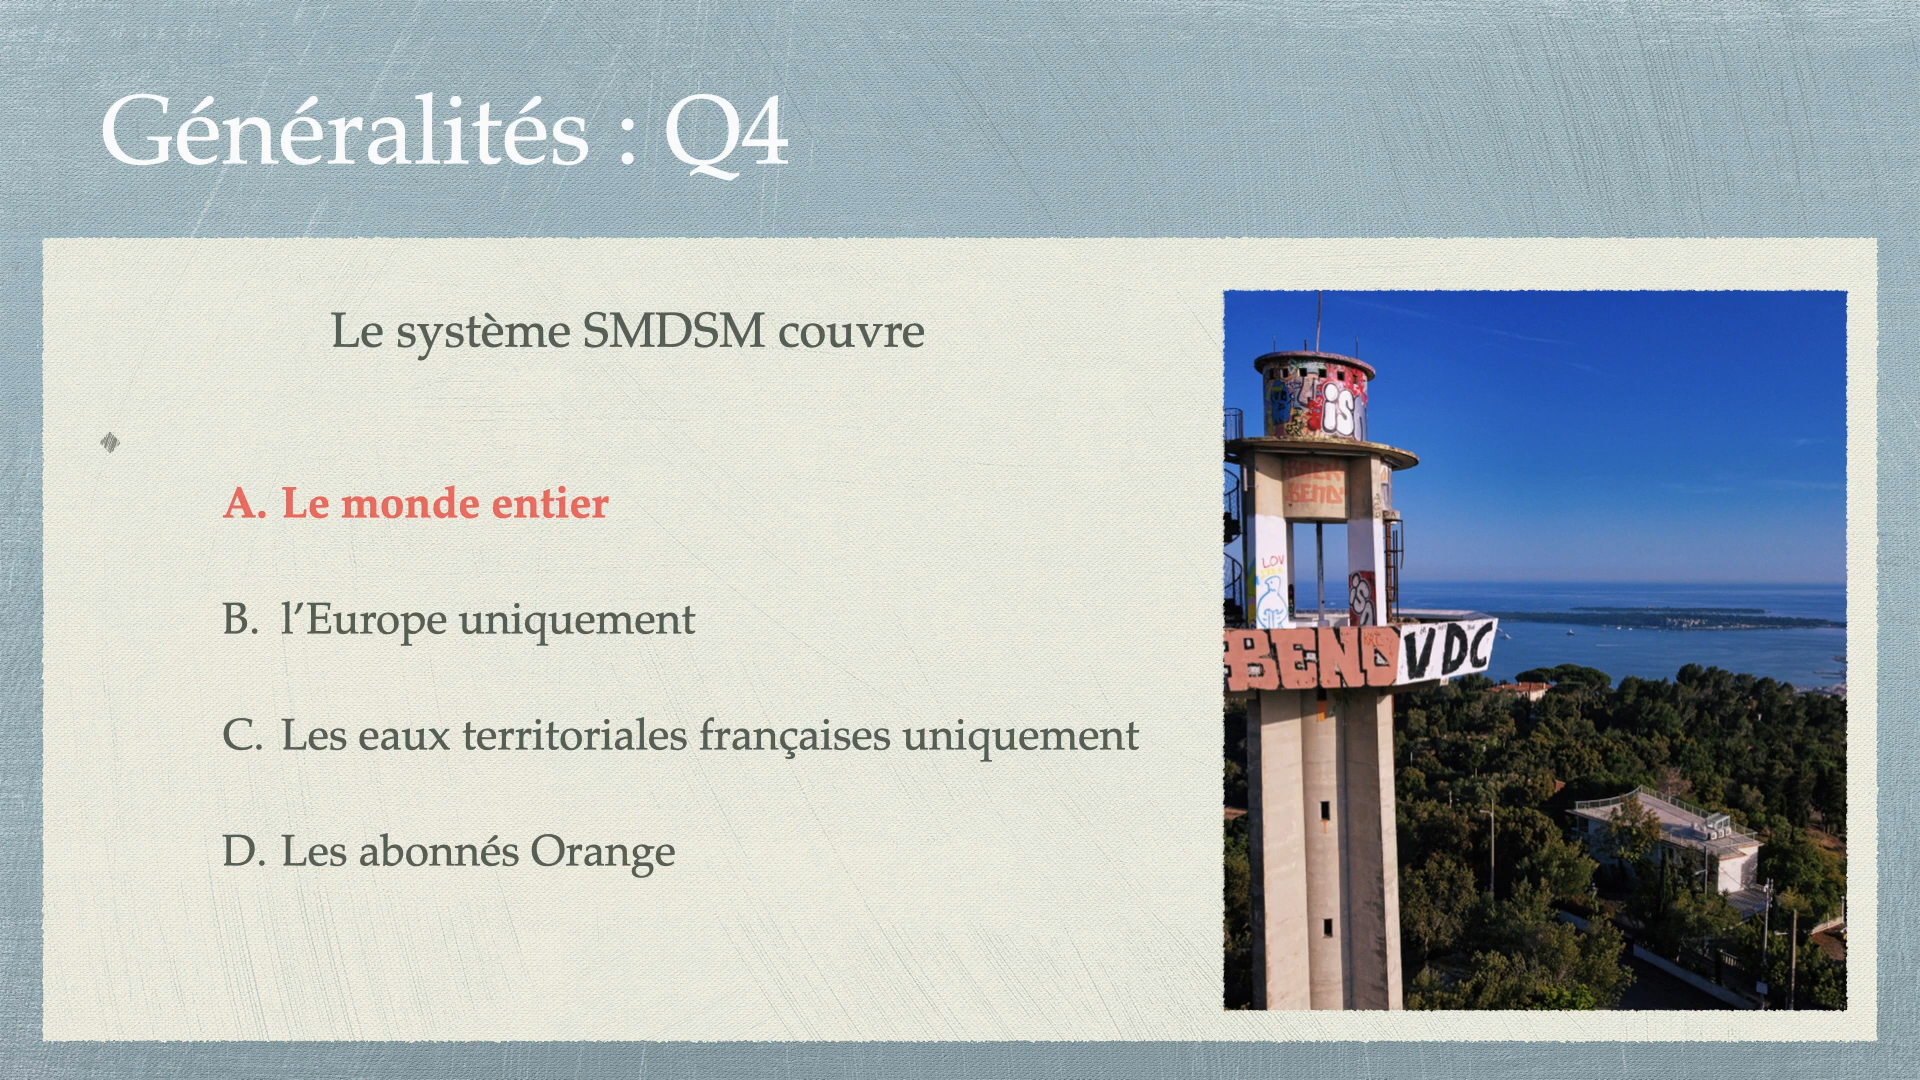 Généralités : Q4
Le système SMDSM couvre
A. Le monde entier
B. l’Europe uniquement
C. Les eaux territoriales françaises uniquement
D. Les abonnés Orange
LOV
BEND VDC